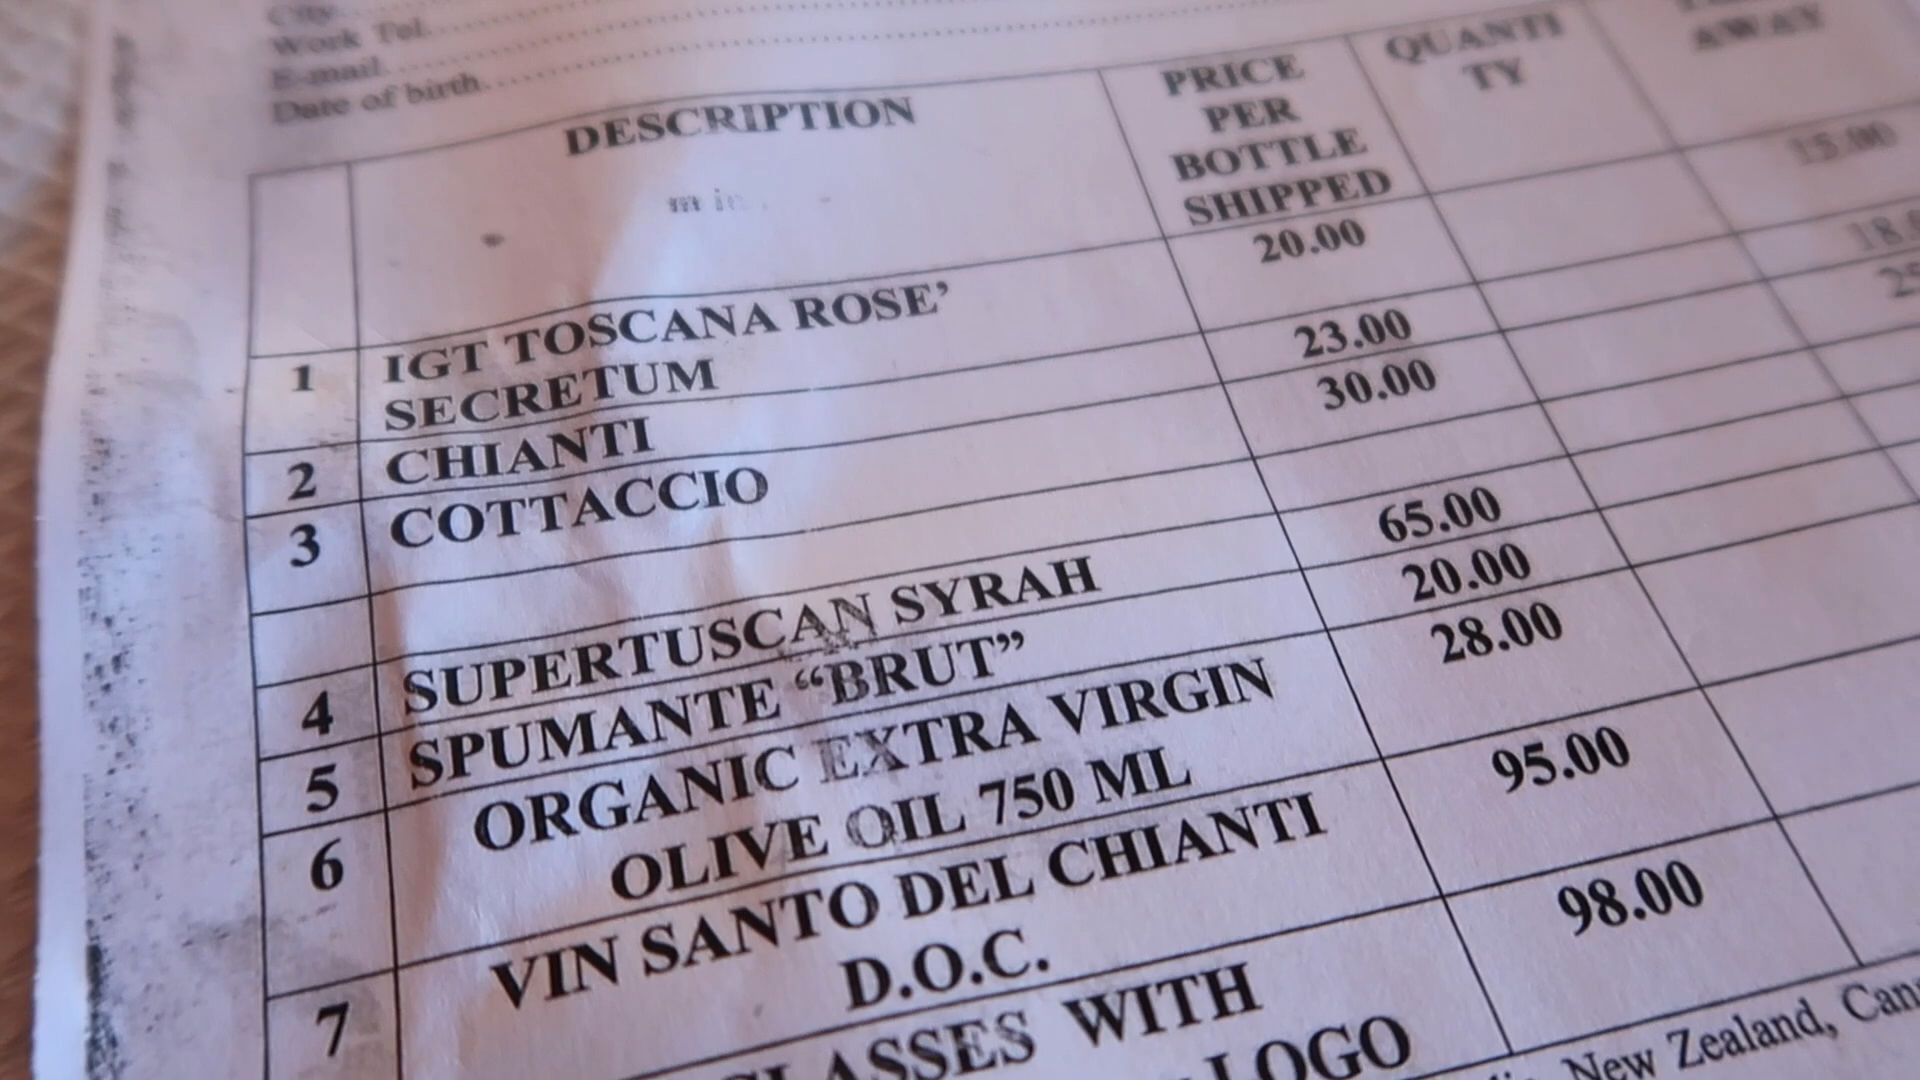 City
Work Tel.
E-mail
Date of birth
DESCRIPTION
PRICE
PER
BOTTLE
SHIPPED
QUANTI
TY
AWAY
1 IGT TOSCANA ROSE’ 20.00 15.00
SECRETUM
2 CHIANTI 23.00
3 COTTACCIO 30.00
4 SUPERTUSCAN SYRAH 65.00
5 SPUMANTE “BRUT” 20.00
6 ORGANIC EXTRA VIRGIN 28.00
OLIVE OIL 750 ML
7 VIN SANTO DEL CHIANTI 95.00
D.O.C.
WITH 98.00
LOGO
New Zealand,